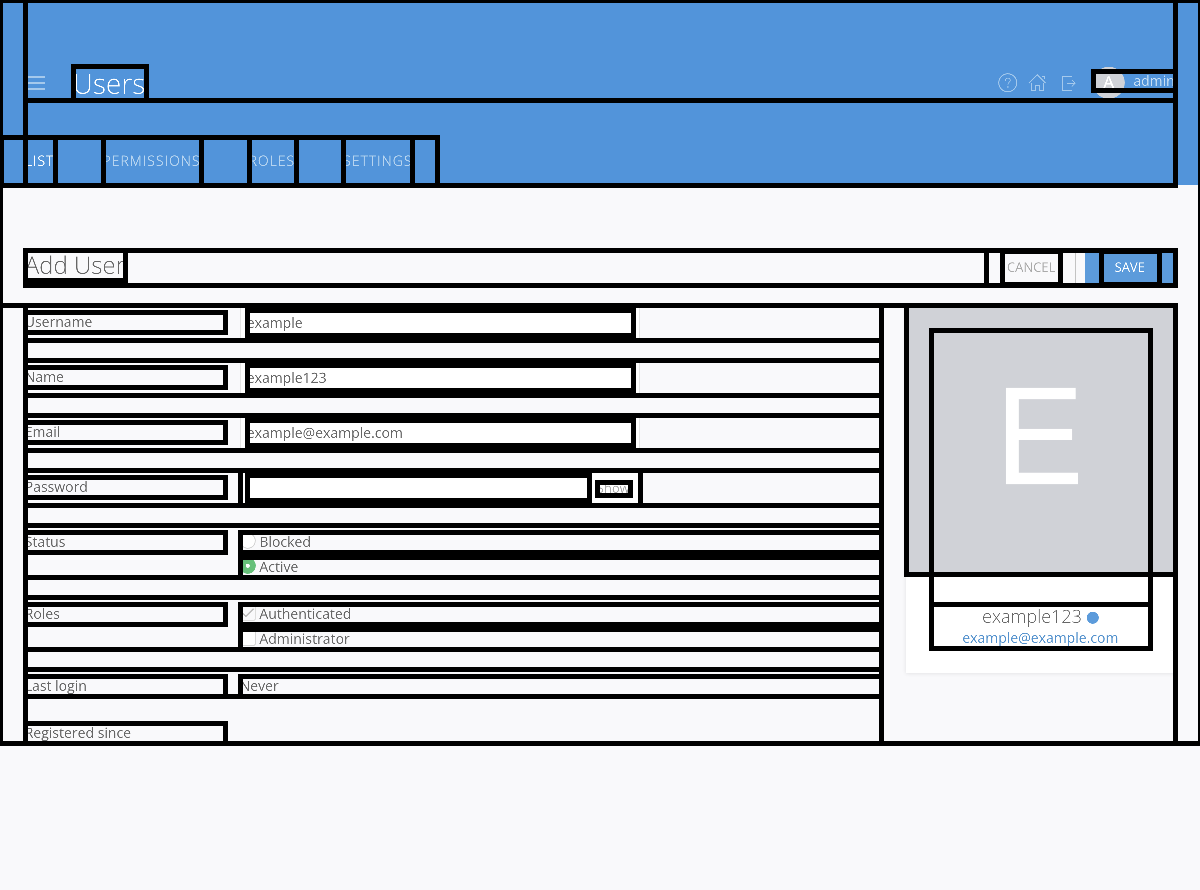 Users
A admin
LIST PERMISSIONS ROLES SETTINGS
Add User
CANCEL SAVE
Username example
Name example123
Email example@example.com
Password Show
Status Blocked
Active
Roles Authenticated
Administrator
Last login Never
Registered since
E
example123
example@example.com